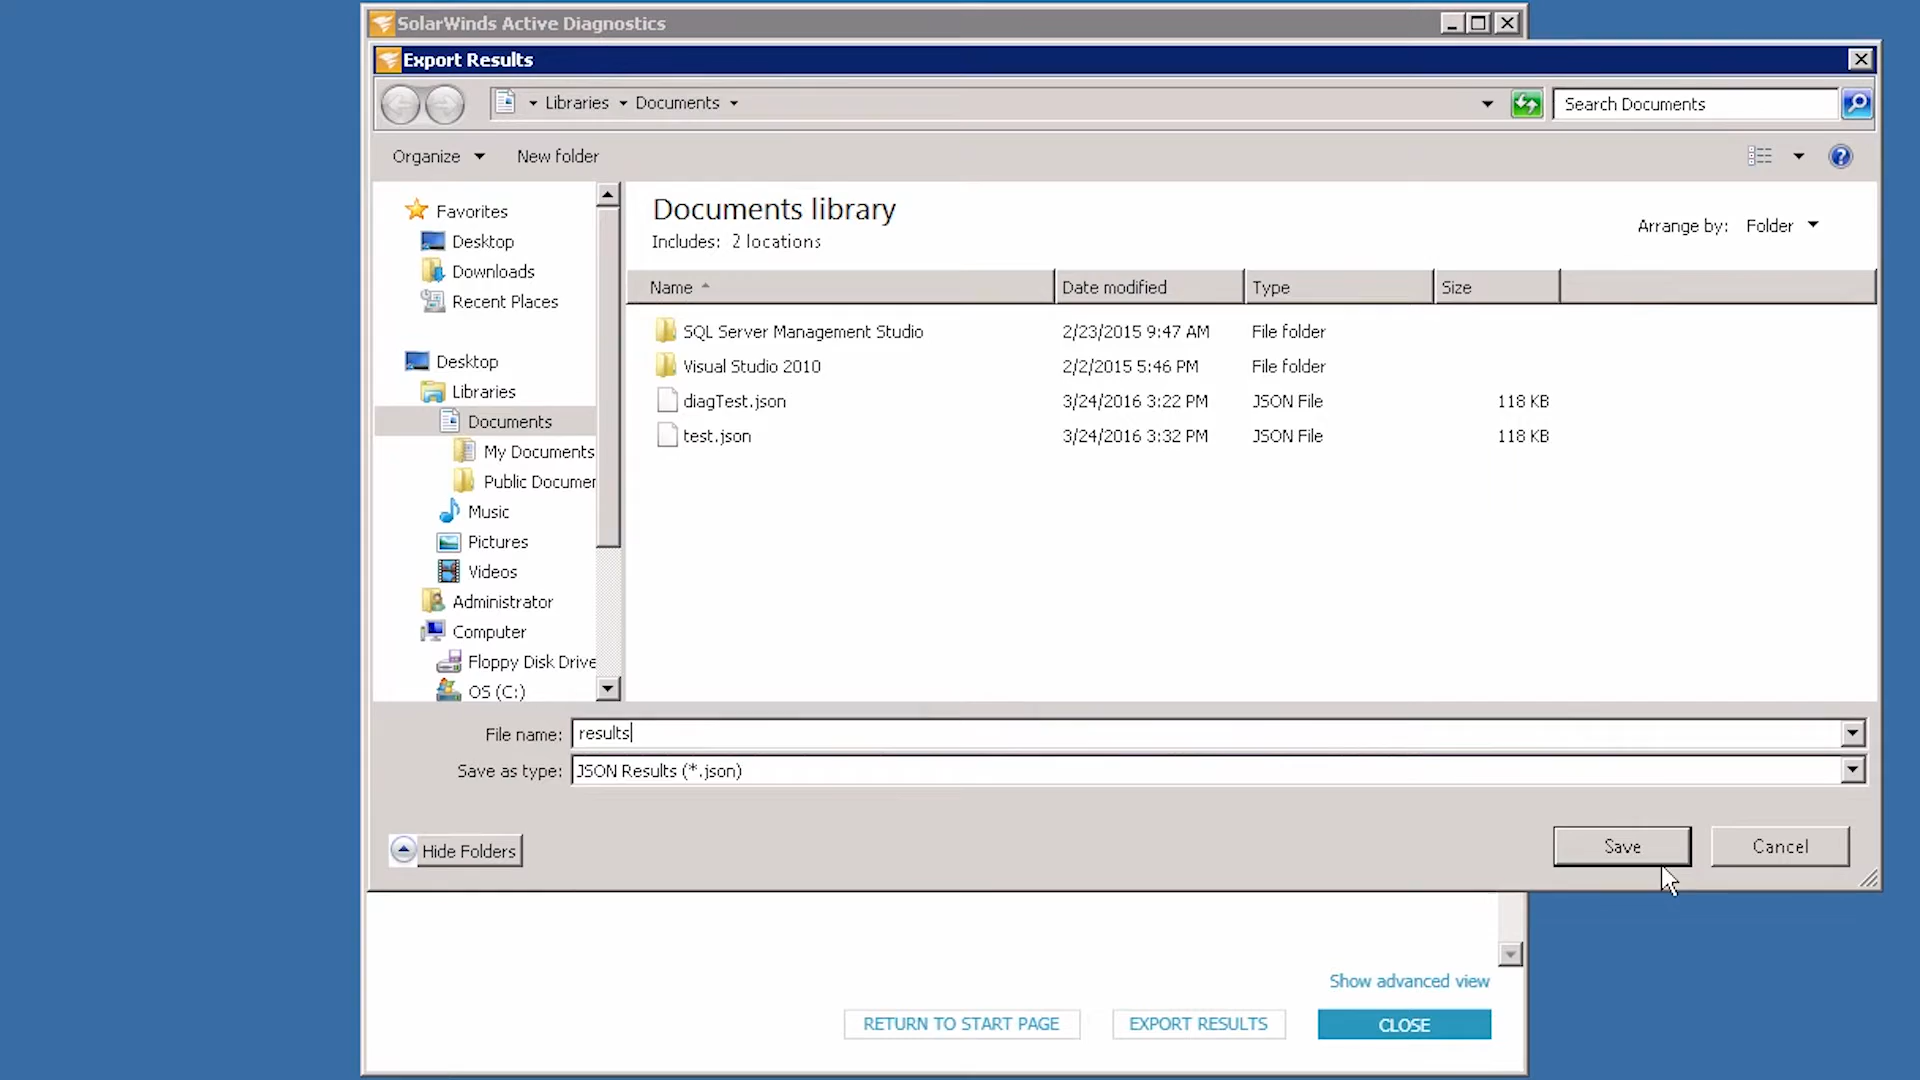 SolarWinds Active Diagnostics
Export Results
Libraries Documents
Search Documents
Organize New folder
Favorites
Desktop
Downloads
Recent Places
Desktop
Libraries
Documents
My Documents
Public Documer
Music
Pictures
Videos
Administrator
Computer
Floppy Disk Drive
OS (C:)
Documents library
Includes: 2 locations
Arrange by: Folder
Name Date modified Type Size
SQL Server Management Studio 2/23/2015 9:47 AM File folder
Visual Studio 2010 2/2/2015 5:46 PM File folder
diagTest.json 3/24/2016 3:22 PM JSON File 118 KB
test.json 3/24/2016 3:32 PM JSON File 118 KB
File name: results
Save as type: JSON Results (*.json)
Hide Folders
Save Cancel
Show advanced view
RETURN TO START PAGE EXPORT RESULTS CLOSE